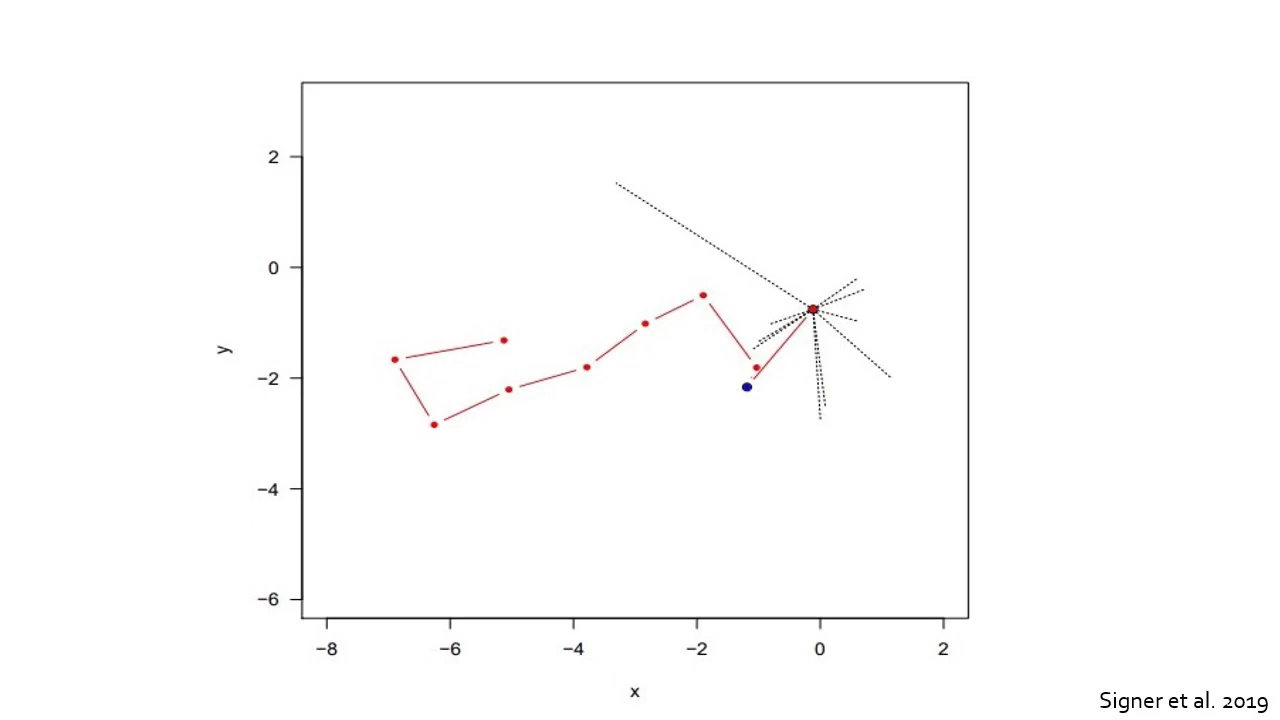 2
0
−2
−4
−6
y
−8 −6 −4 −2 0 2
x
Signer et al. 2019